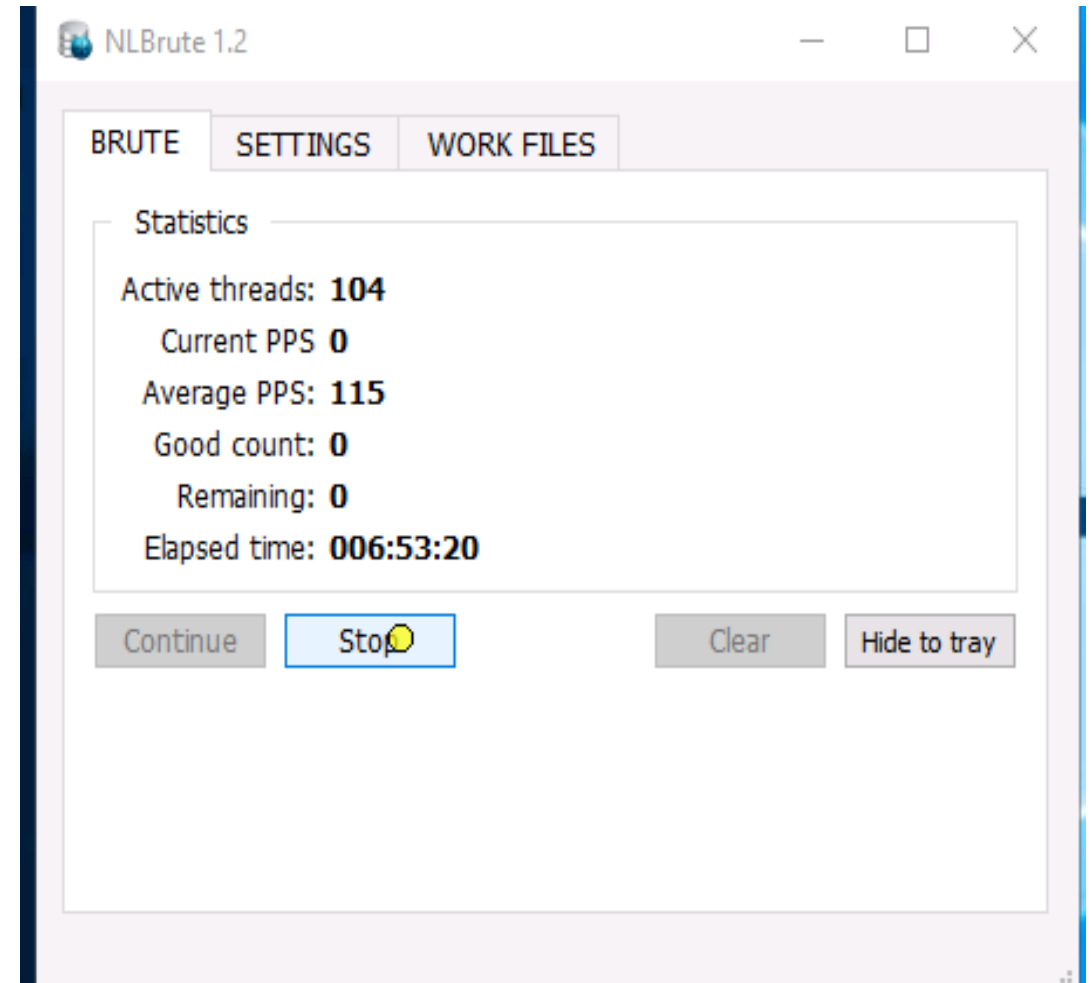 NLBrute 1.2
BRUTE SETTINGS WORK FILES
Statistics
Active threads: 104
Current PPS 0
Average PPS: 115
Good count: 0
Remaining: 0
Elapsed time: 006:53:20
Continue Stop Clear Hide to tray